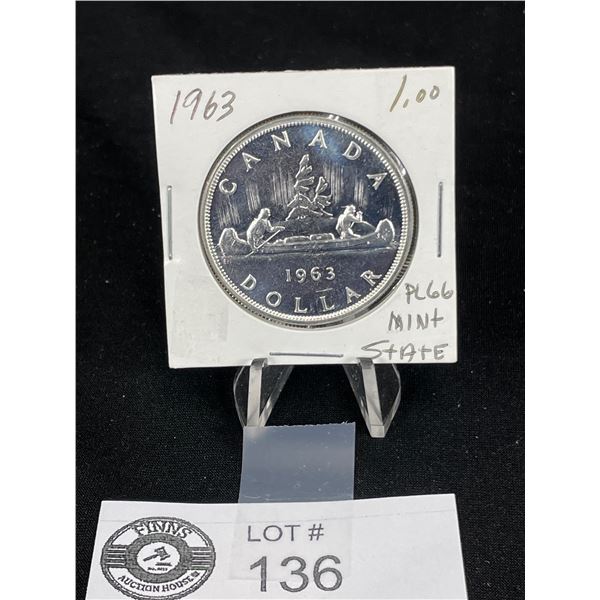 1963 1.00
CANADA
1963
DOLLAR
PL66
MINt
StAtE
FINNS
AUCTION HOUSE
LOT #
136